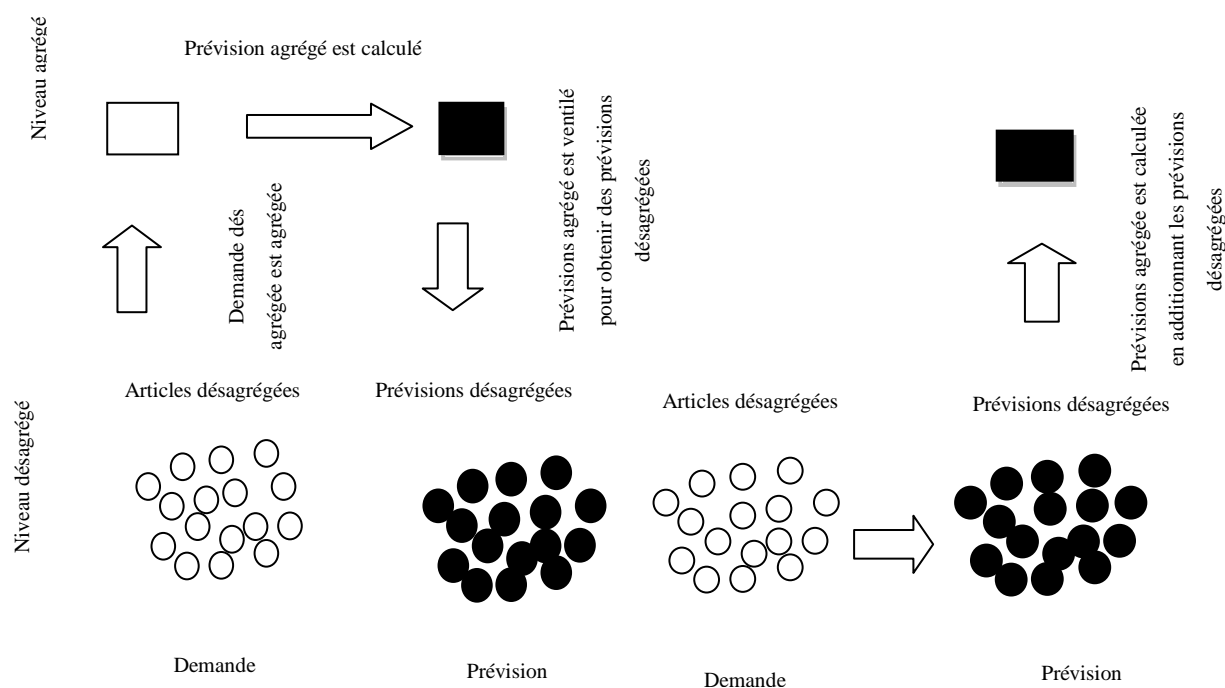 Niveau agrégé
Prévision agrégé est calculé
Demande dés
agrégée est agrégée
Prévisions agrégé est ventilé
pour obtenir des prévisions
désagrégées
Prévisions agrégée est calculée
en additionnant les prévisions
désagrégées
Niveau désagrégé
Articles désagrégées
Prévisions désagrégées
Articles désagrégées
Prévisions désagrégées
Demande
Prévision
Demande
Prévision